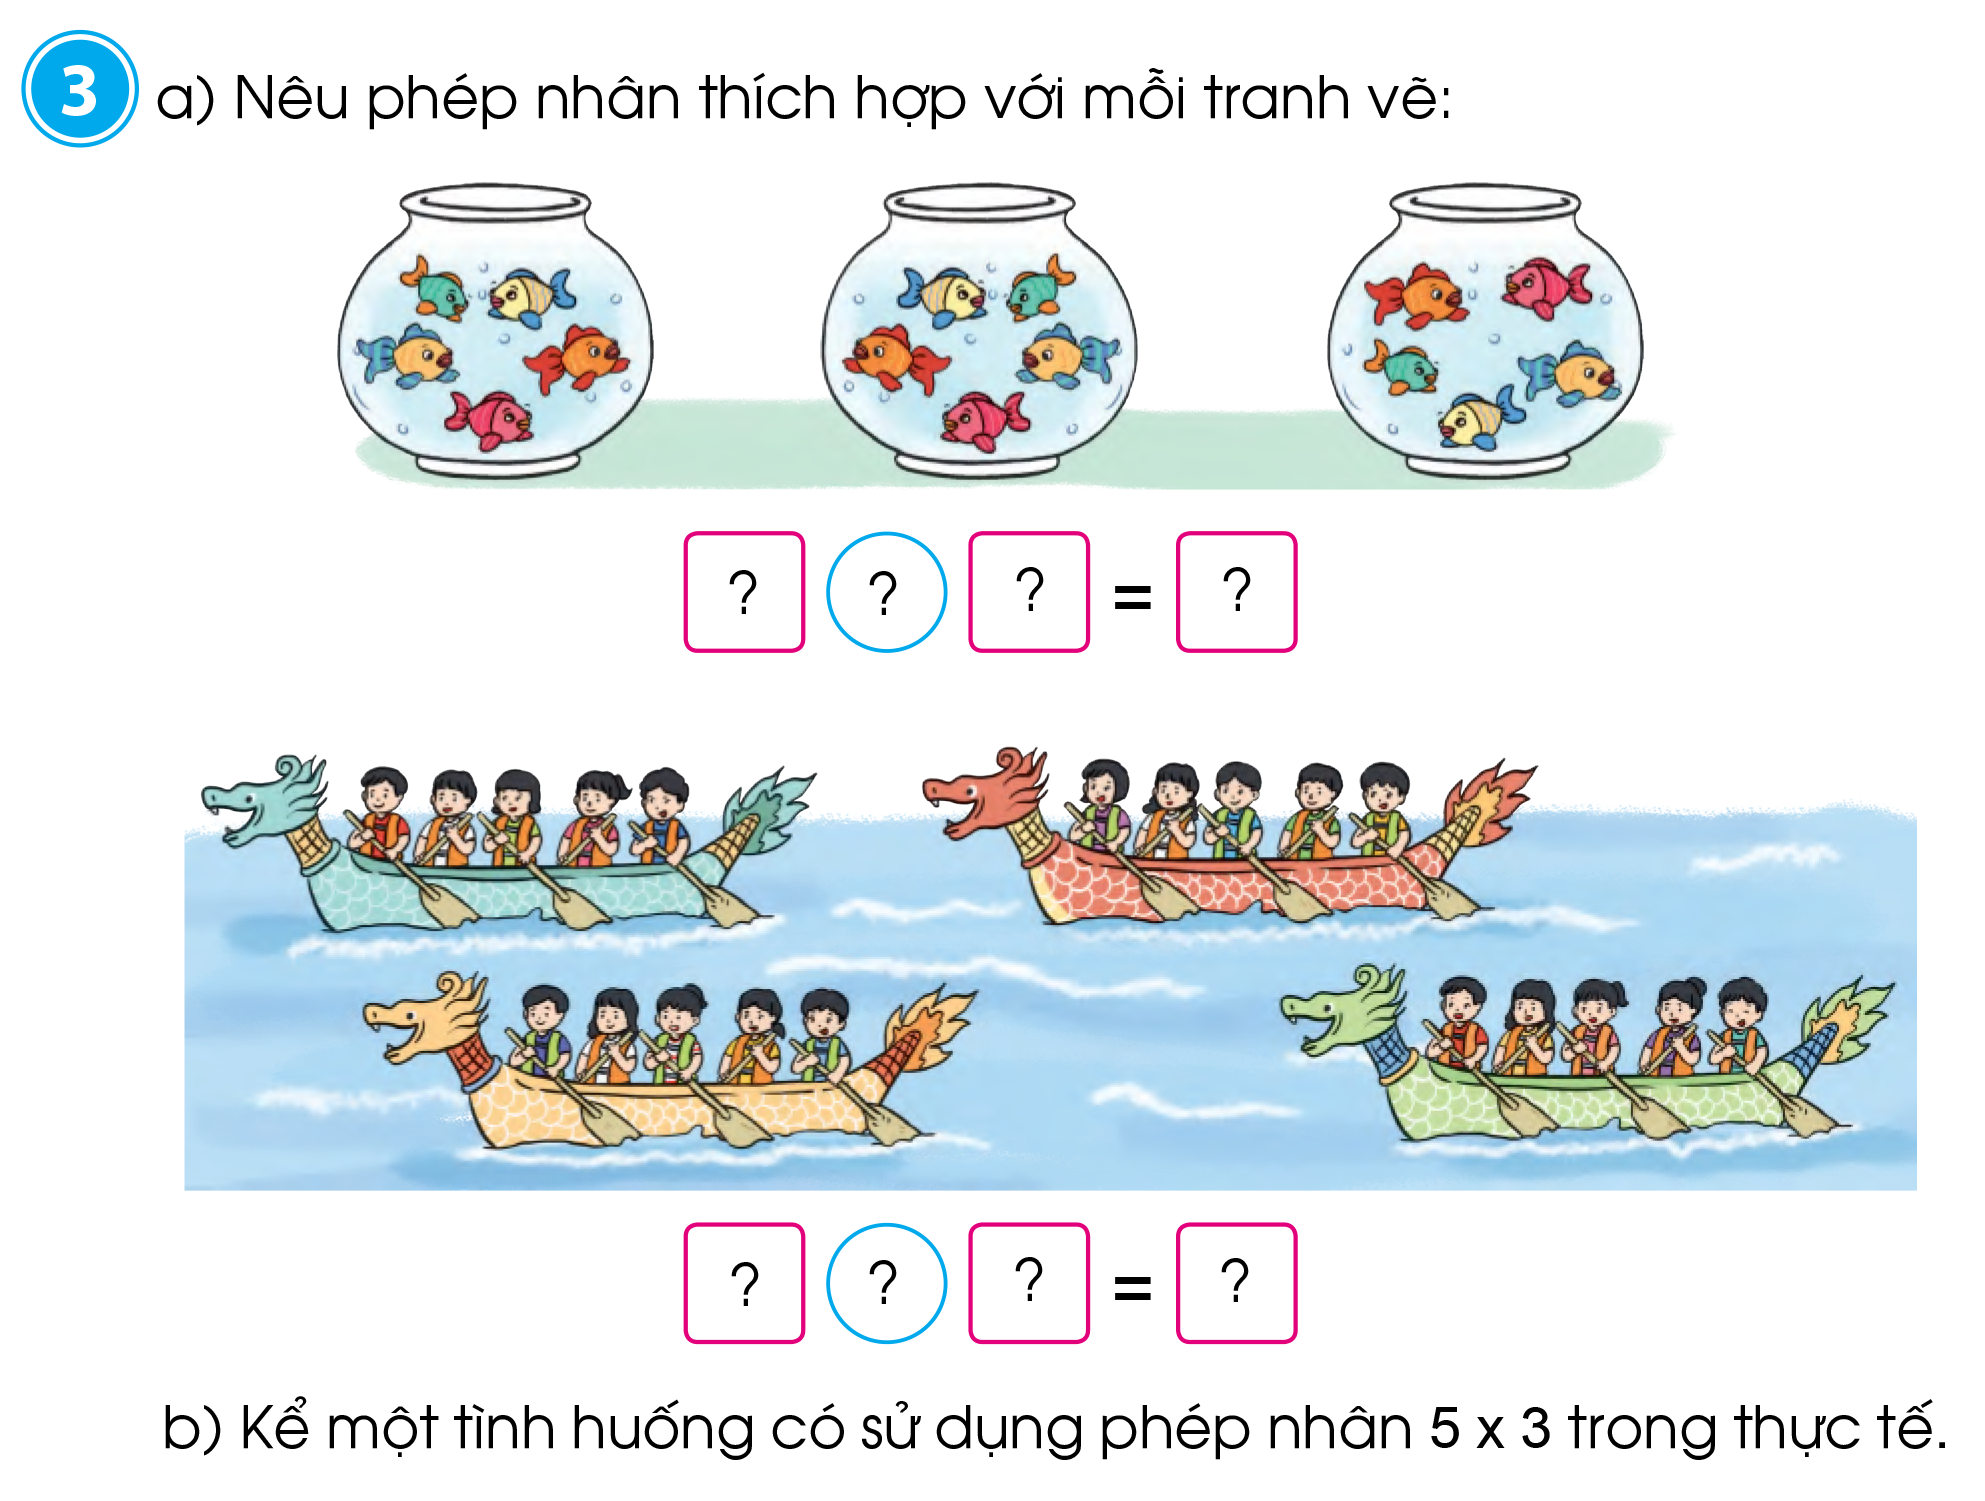 3 a) Nêu phép nhân thích hợp với mỗi tranh vẽ:
? ? ? = ?
? ? ? = ?
b) Kể một tình huống có sử dụng phép nhân 5 x 3 trong thực tế.